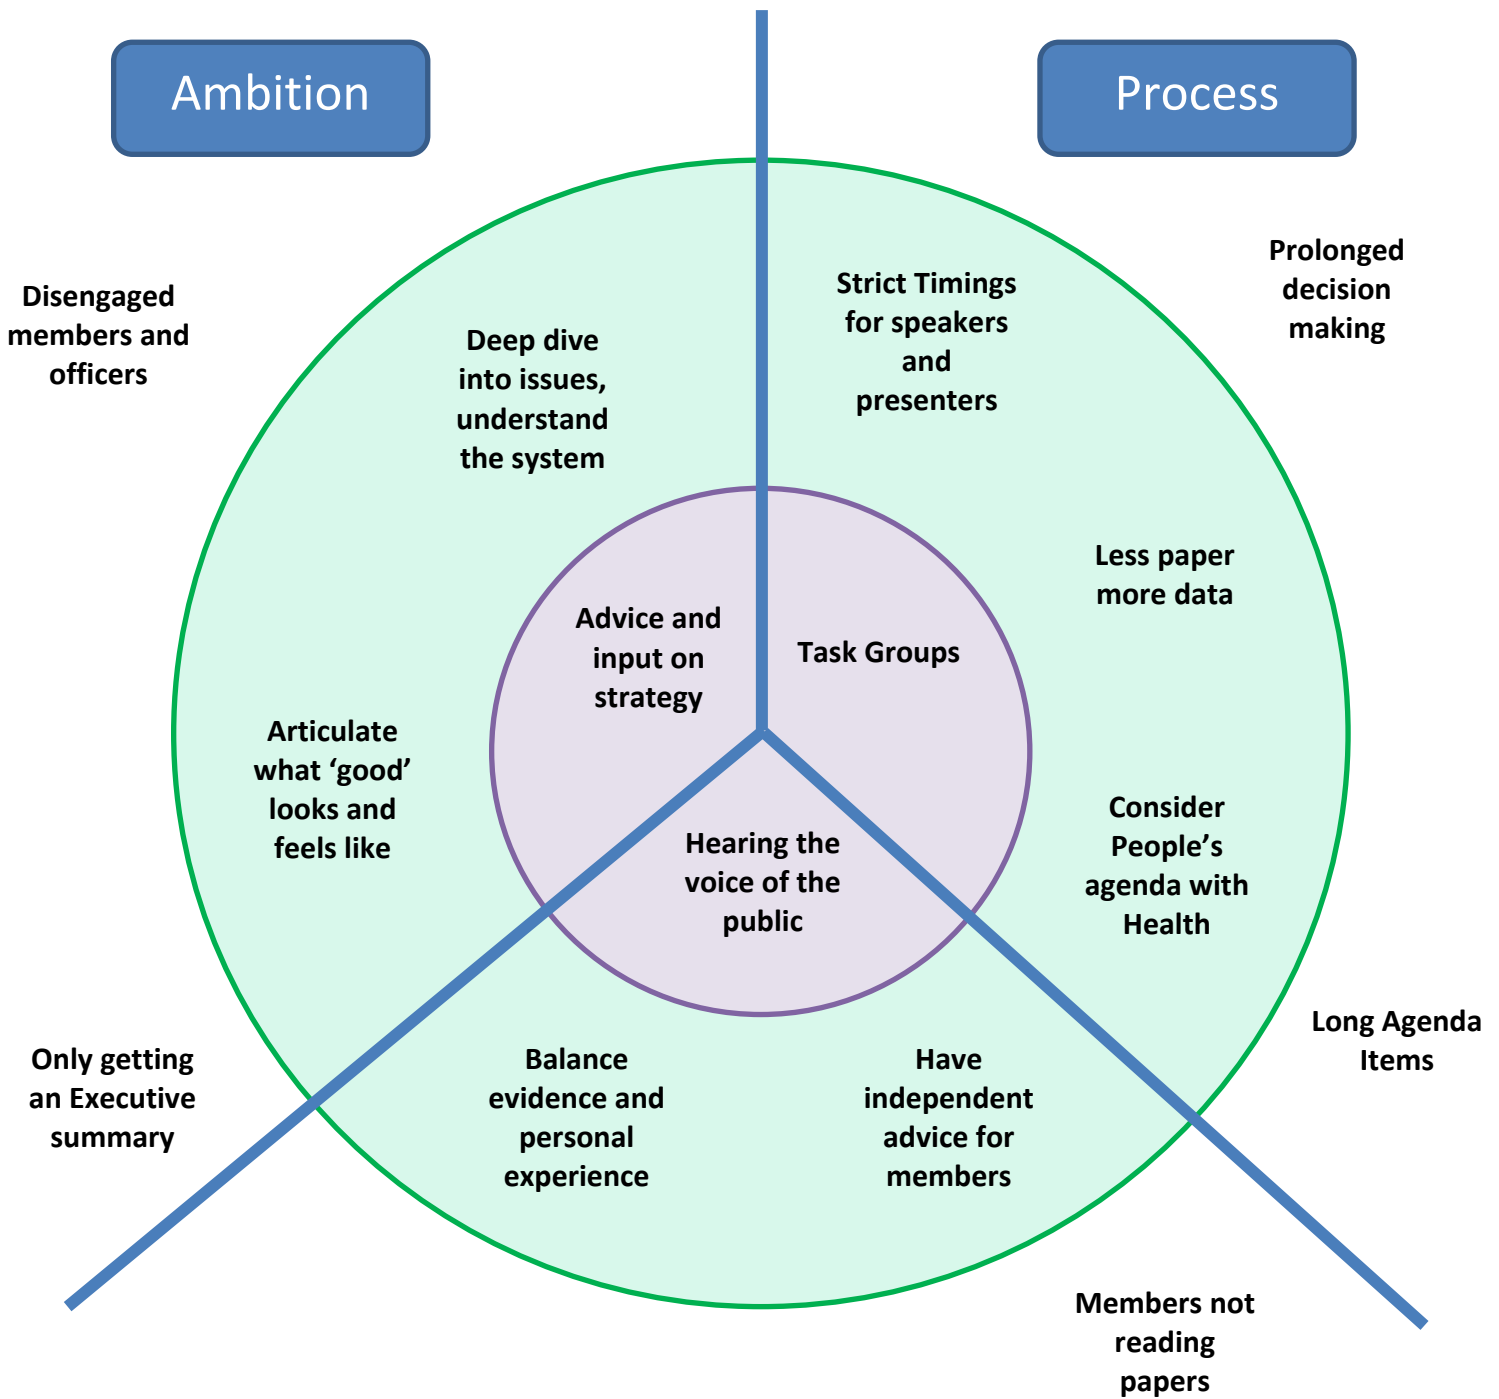 Ambition
Process
Disengaged
members and
officers
Deep dive
into issues,
understand
the system
Strict Timings
for speakers
and
presenters
Prolonged
decision
making
Less paper
more data
Advice and
input on
strategy
Task Groups
Articulate
what ‘good’
looks and
feels like
Hearing the
voice of the
public
Consider
People’s
agenda with
Health
Only getting
an Executive
summary
Balance
evidence and
personal
experience
Have
independent
advice for
members
Long Agenda
Items
Members not
reading
papers